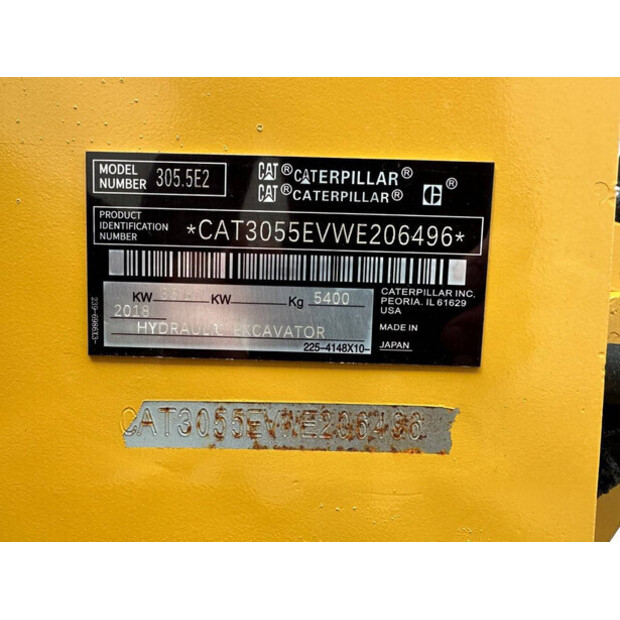 MODEL NUMBER 305.5E2
CAT® CATERPILLAR®
CAT® CATERPILLAR® C ®
PRODUCT IDENTIFICATION NUMBER *CAT3055EVWE206496*
KW KW Kg 5400
2018
HYDRAULIC EXCAVATOR
225-4148X10-
CATERPILLAR INC.
PEORIA. IL 61629
USA
MADE IN
JAPAN
CAT3055EVWE206496